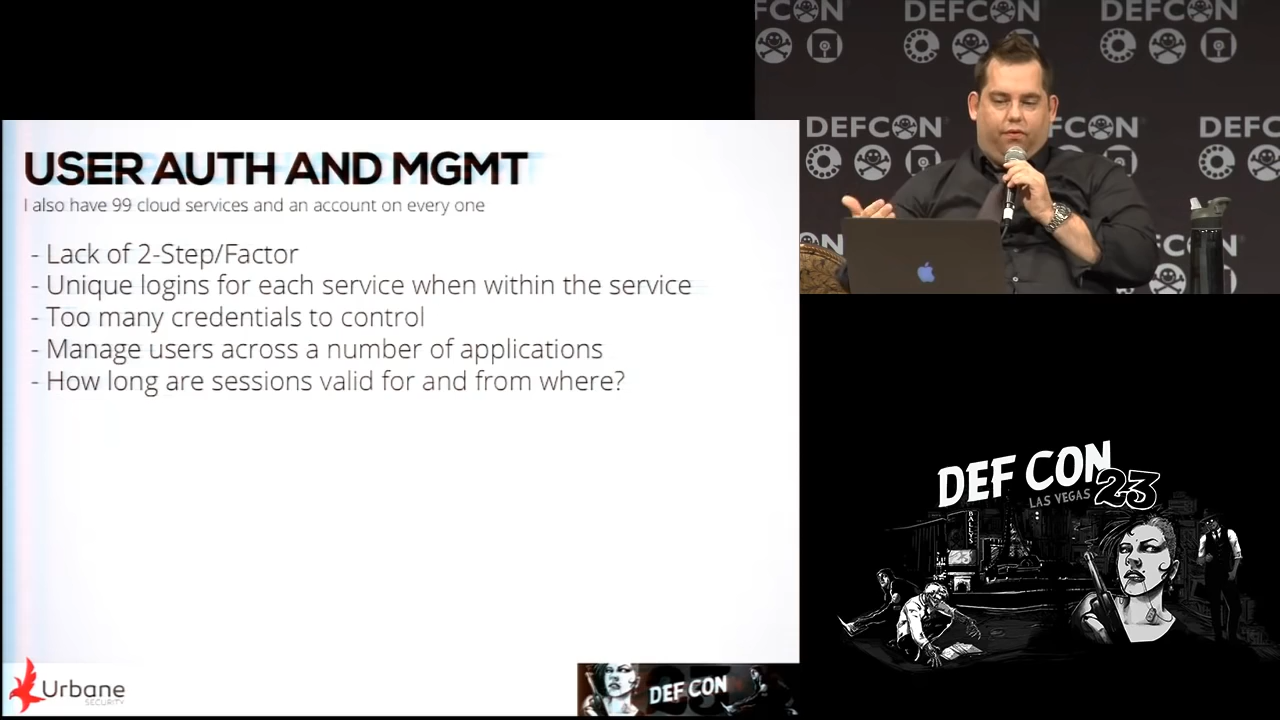 USER AUTH AND MGMT
I also have 99 cloud services and an account on every one
- Lack of 2-Step/Factor
- Unique logins for each service when within the service
- Too many credentials to control
- Manage users across a number of applications
- How long are sessions valid for and from where?
Urbane
SECURITY
DEF CON
DEFCON DEFCON DEFCON
DEFCON DEFCON DEFCON
DEF CON 23
LAS VEGAS
BALLYS
23